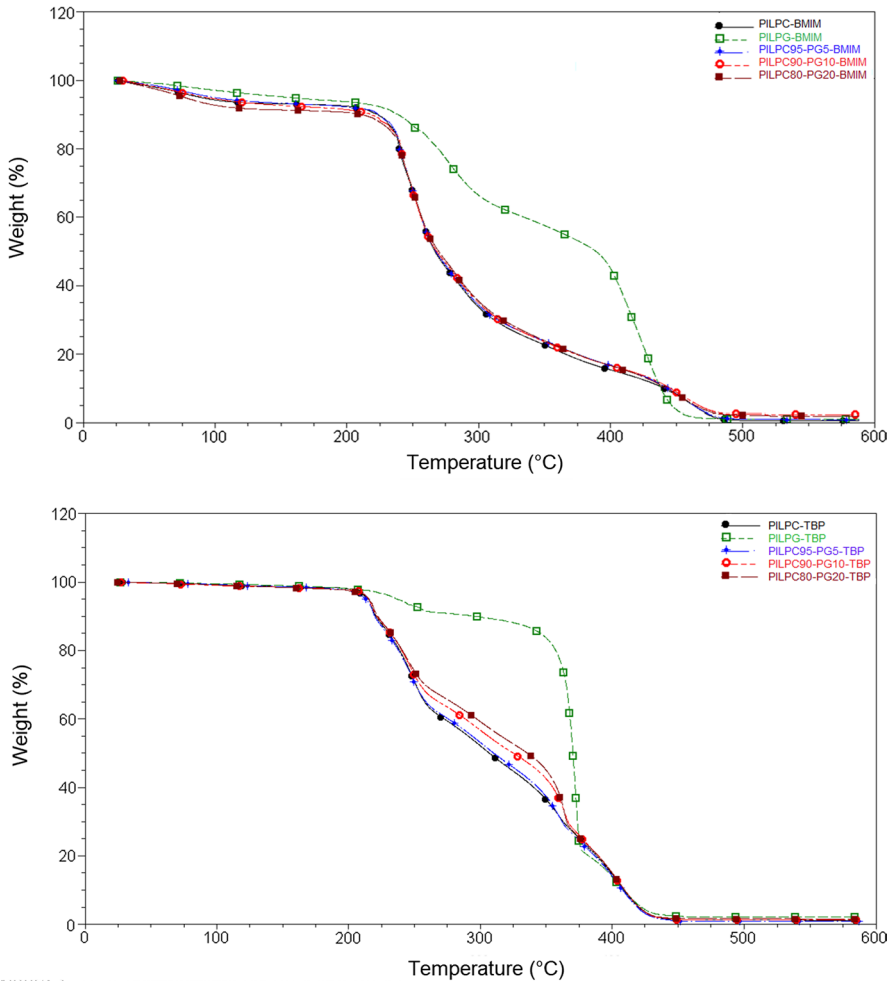 120
100
80
60
40
20
0
Weight (%)
PILPC-BMIM
PILPG-BMIM
PILPC95-PG5-BMIM
PILPC90-PG10-BMIM
PILPC80-PG20-BMIM
0 100 200 300 400 500 600
Temperature (°C)
120
100
80
60
40
20
0
Weight (%)
PILPC-TBP
PILPG-TBP
PILPC95-PG5-TBP
PILPC90-PG10-TBP
PILPC80-PG20-TBP
0 100 200 300 400 500 600
Temperature (°C)